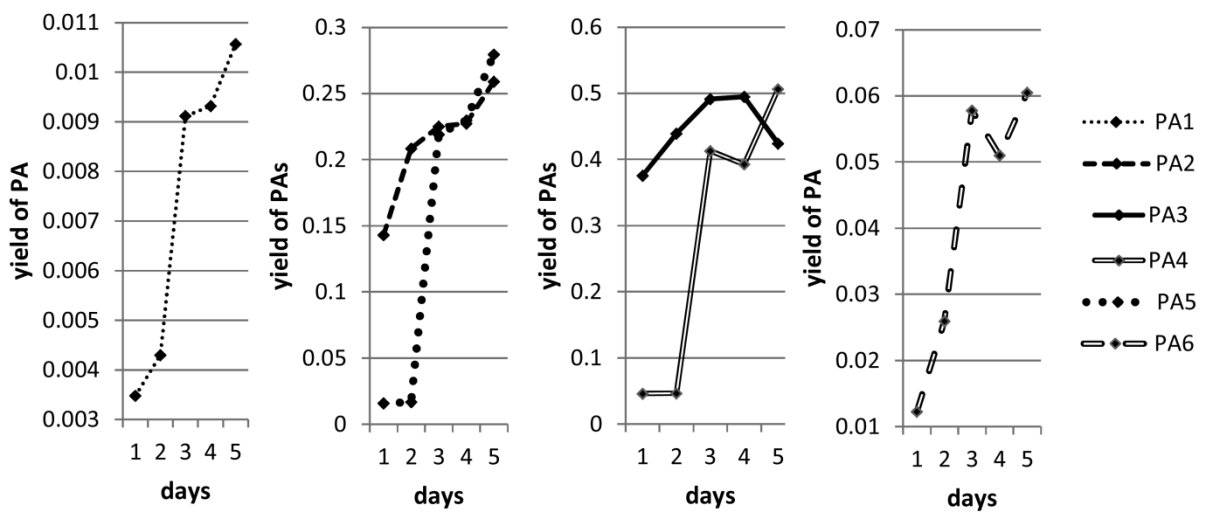 yield of PA
0.011
0.01
0.009
0.008
0.007
0.006
0.005
0.004
0.003
1 2 3 4 5
days
yield of PAs
0.3
0.25
0.2
0.15
0.1
0.05
0
1 2 3 4 5
days
yield of PAs
0.6
0.5
0.4
0.3
0.2
0.1
0
1 2 3 4 5
days
yield of PA
0.07
0.06
0.05
0.04
0.03
0.02
0.01
1 2 3 4 5
days
PA1
PA2
PA3
PA4
PA5
PA6